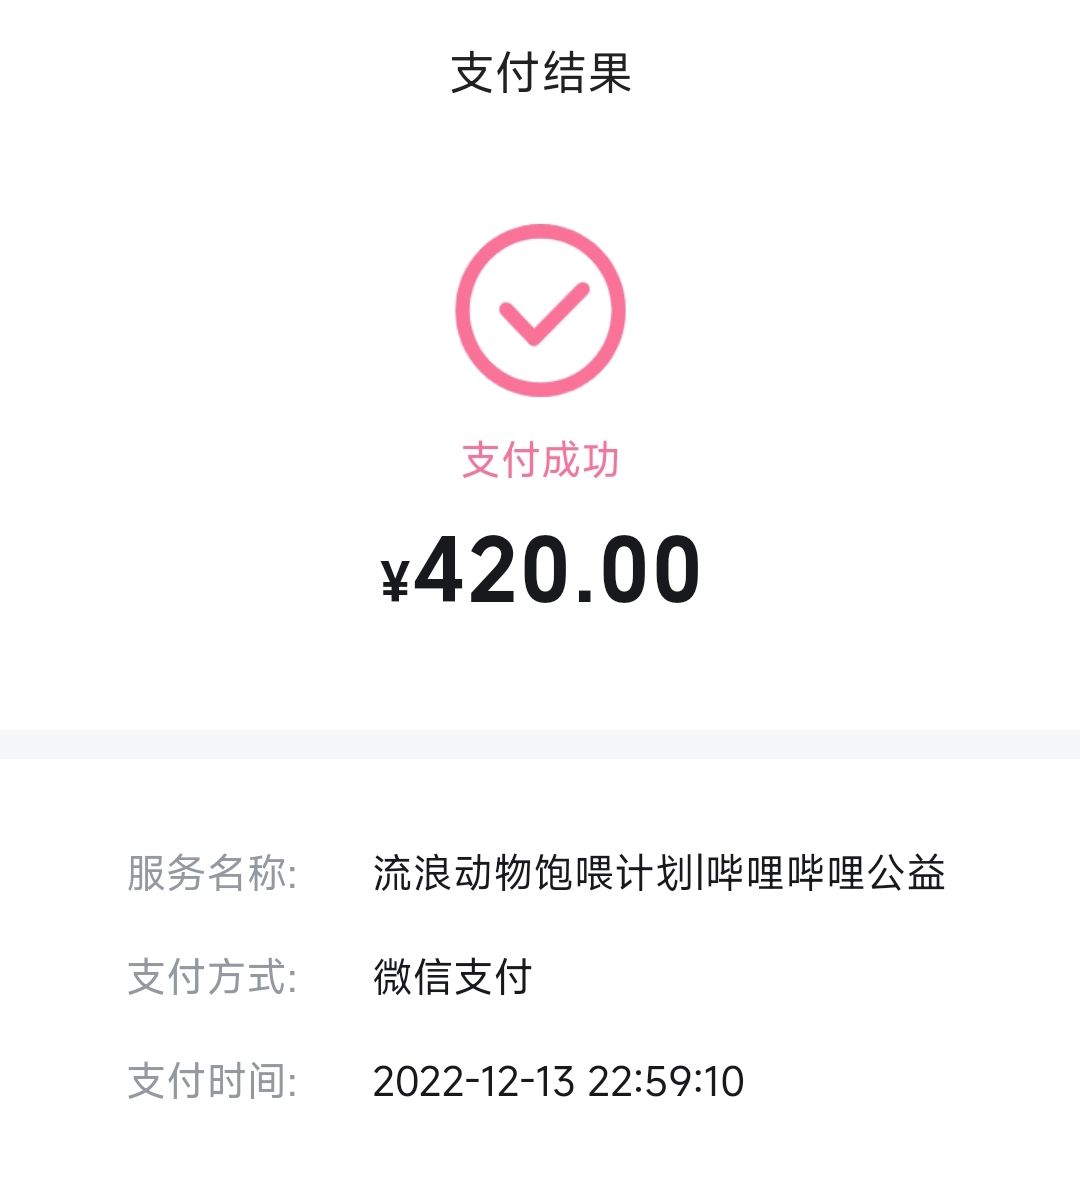 支付结果
支付成功
¥420.00
服务名称: 流浪动物饱喂计划|哔哩哔哩公益
支付方式: 微信支付
支付时间: 2022-12-13 22:59:10